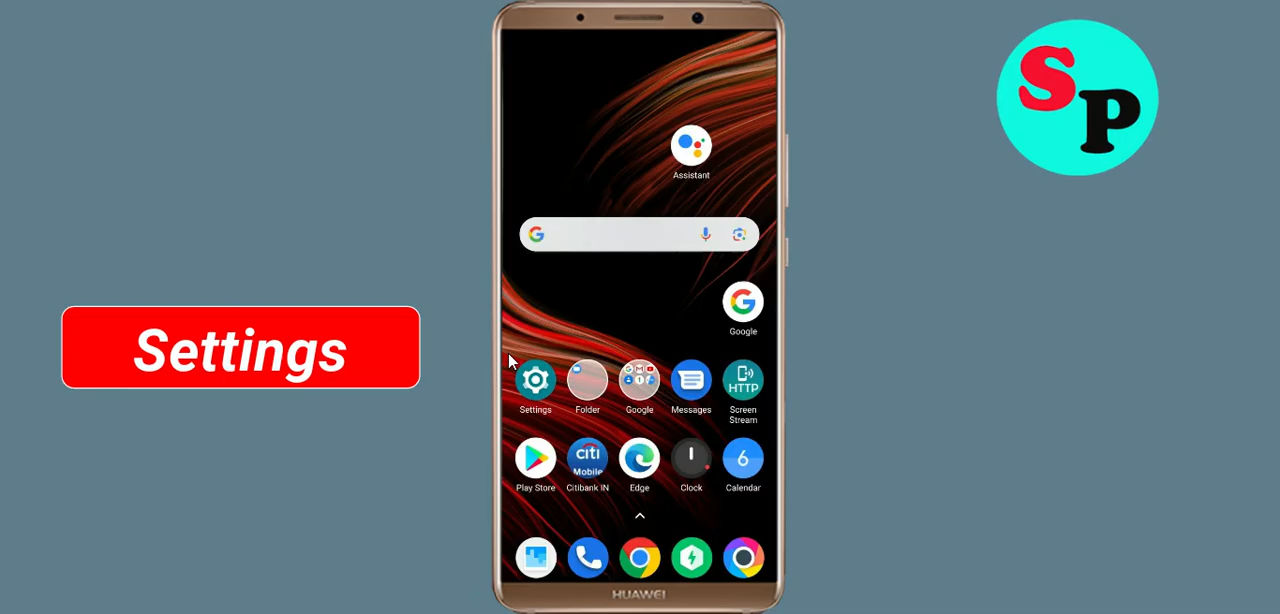 S
P
Assistant
G
G
Google
Settings
HTTP
Settings
Folder
Google
Messages
Screen
Stream
citi
Mobile
6
Play Store
Citibank IN
Edge
Clock
Calendar
HUAWEI